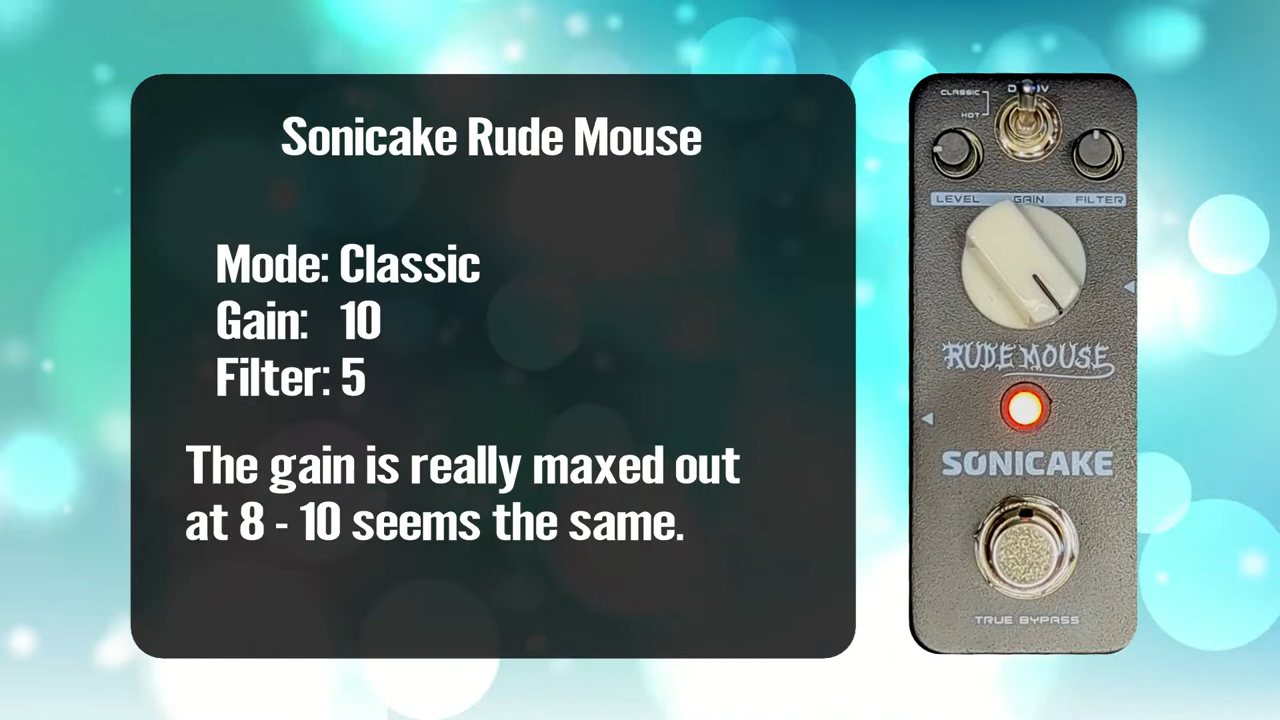 Sonicake Rude Mouse
Mode: Classic
Gain: 10
Filter: 5
The gain is really maxed out
at 8 - 10 seems the same.
CLASSIC
HOT
LEVEL GAIN FILTER
RUDE MOUSE
SONICAKE
TRUE BYPASS